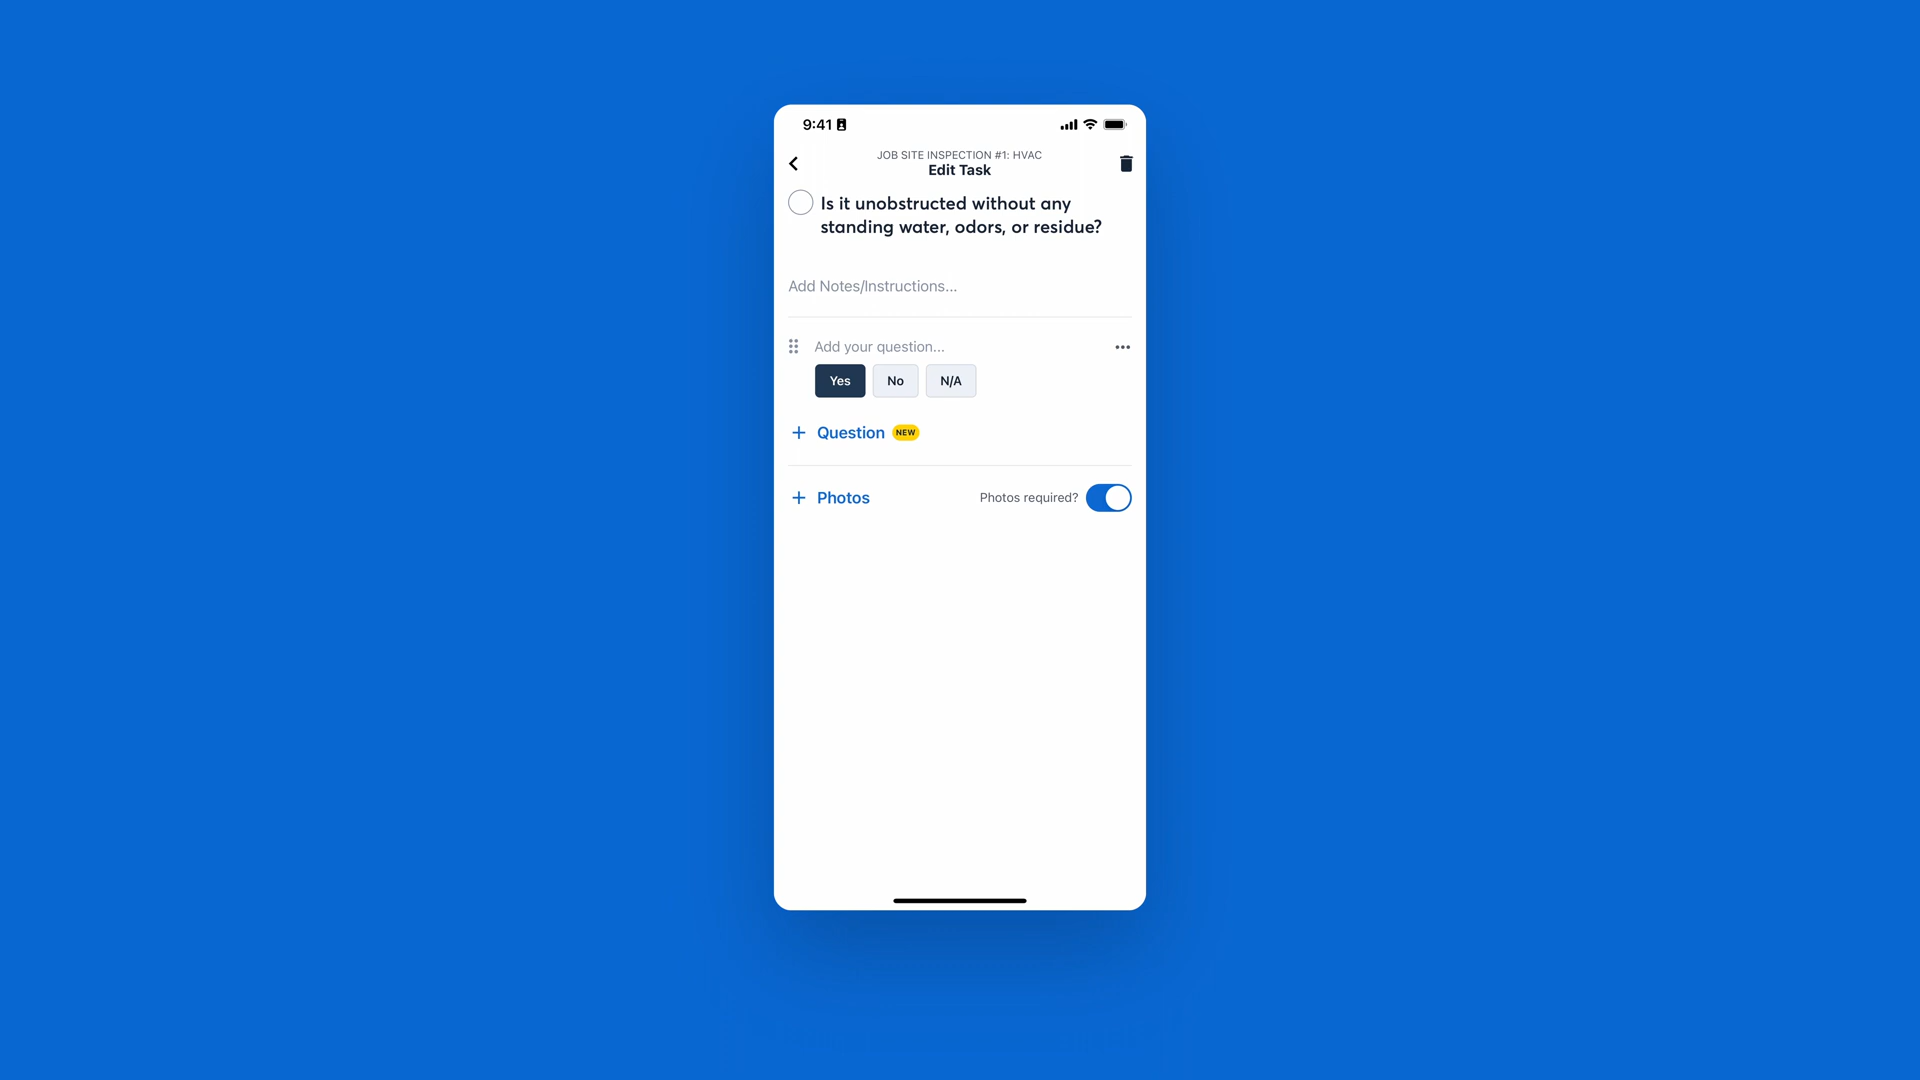 9:41
JOB SITE INSPECTION #1: HVAC
Edit Task
Is it unobstructed without any
standing water, odors, or residue?
Add Notes/Instructions...
Add your question...
Yes No N/A
+ Question NEW
+ Photos Photos required?